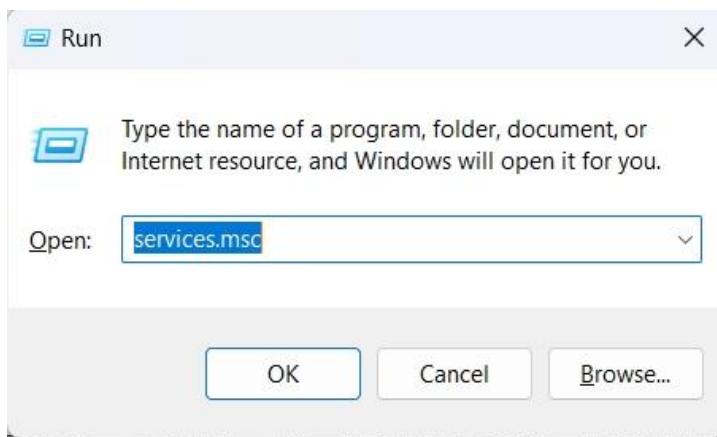 Run
Type the name of a program, folder, document, or
Internet resource, and Windows will open it for you.
Open: services.msc
OK Cancel Browse...